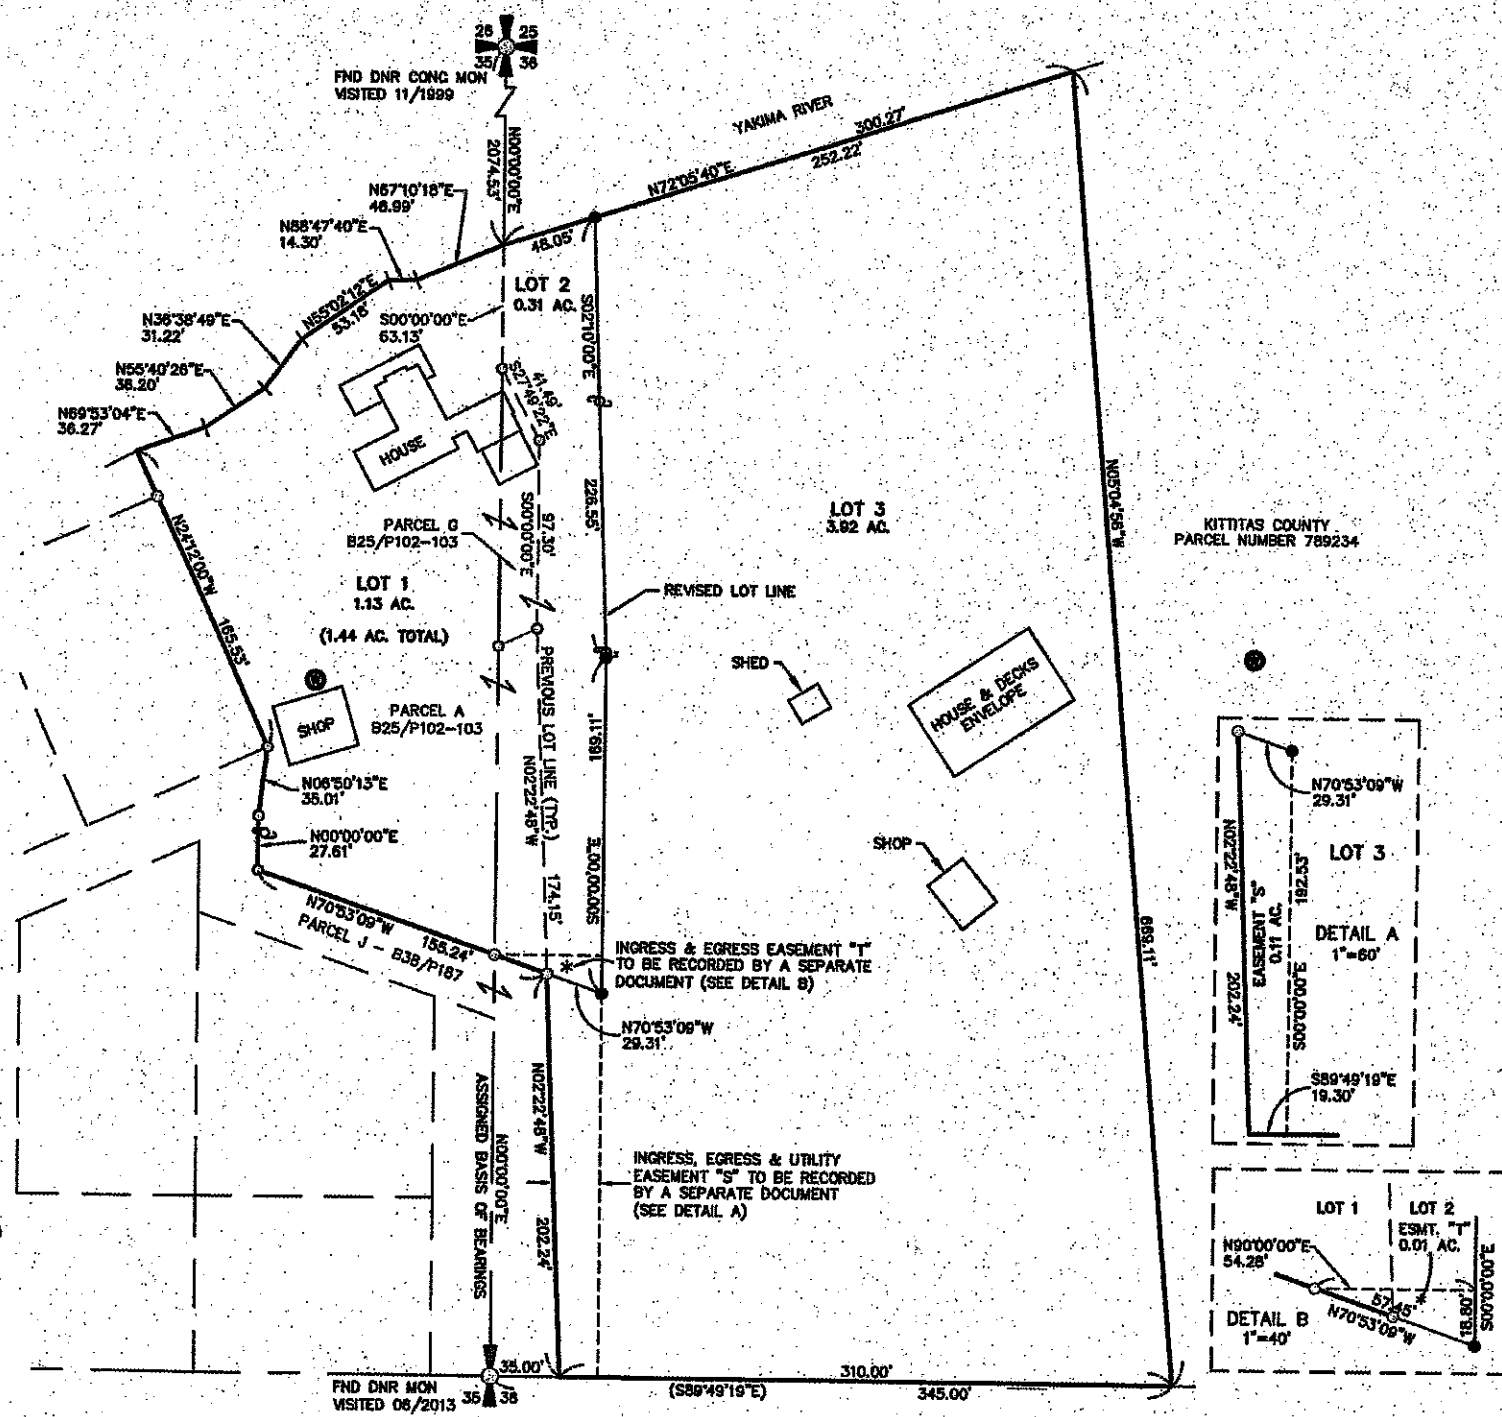 26 25
35 36
FND DNR CONC MON
VISITED 11/1999
N00°00'00"E
2074.53'
YAKIMA RIVER
300.27'
N72°05'40"E
252.22'
N67°10'18"E
46.99'
N88°47'40"E
14.30'
48.05'
N55°02'12"E
53.18'
LOT 2
0.31 AC.
S00°00'00"E
63.13'
N36°38'49"E
31.22'
N55°40'26"E
38.20'
N69°53'04"E
36.27'
S02°10'00"E
226.55'
41.49'
S27°49'22"E
HOUSE
N05°04'56"W
669.11'
LOT 3
3.92 AC.
KITTITAS COUNTY
PARCEL NUMBER 789234
PARCEL G
B25/P102-103
97.30'
S00°00'00"E
N24°12'00"W
165.53'
LOT 1
1.13 AC.
(1.44 AC. TOTAL)
REVISED LOT LINE
SHED
HOUSE & DECKS
ENVELOPE
PREVIOUS LOT LINE (TYP.)
N02°22'48"W
174.15'
169.11'
S00°00'00"E
PARCEL A
B25/P102-103
SHOP
N06°50'13"E
35.01'
N00°00'00"E
27.61'
SHOP
N70°53'09"W
155.24'
PARCEL J - B38/P187
INGRESS & EGRESS EASEMENT "T"
TO BE RECORDED BY A SEPARATE
DOCUMENT (SEE DETAIL B)
*
N70°53'09"W
29.31'
N02°22'48"W
202.24'
ASSIGNED BASIS OF BEARINGS
N00°00'00"E
INGRESS, EGRESS & UTILITY
EASEMENT "S" TO BE RECORDED
BY A SEPARATE DOCUMENT
(SEE DETAIL A)
35.00'
310.00'
(S89°49'19"E)
345.00'
FND DNR MON
VISITED 06/2013
35 36
N70°53'09"W
29.31'
LOT 3
N02°22'48"W
202.24'
EASEMENT "S"
0.11 AC.
192.53'
S00°00'00"E
DETAIL A
1"=60'
S89°49'19"E
19.30'
LOT 1
LOT 2
ESMT. "T"
0.01 AC.
N90°00'00"E
54.28'
57.45'
*
N70°53'09"W
18.80'
S00°00'00"E
DETAIL B
1"=40'